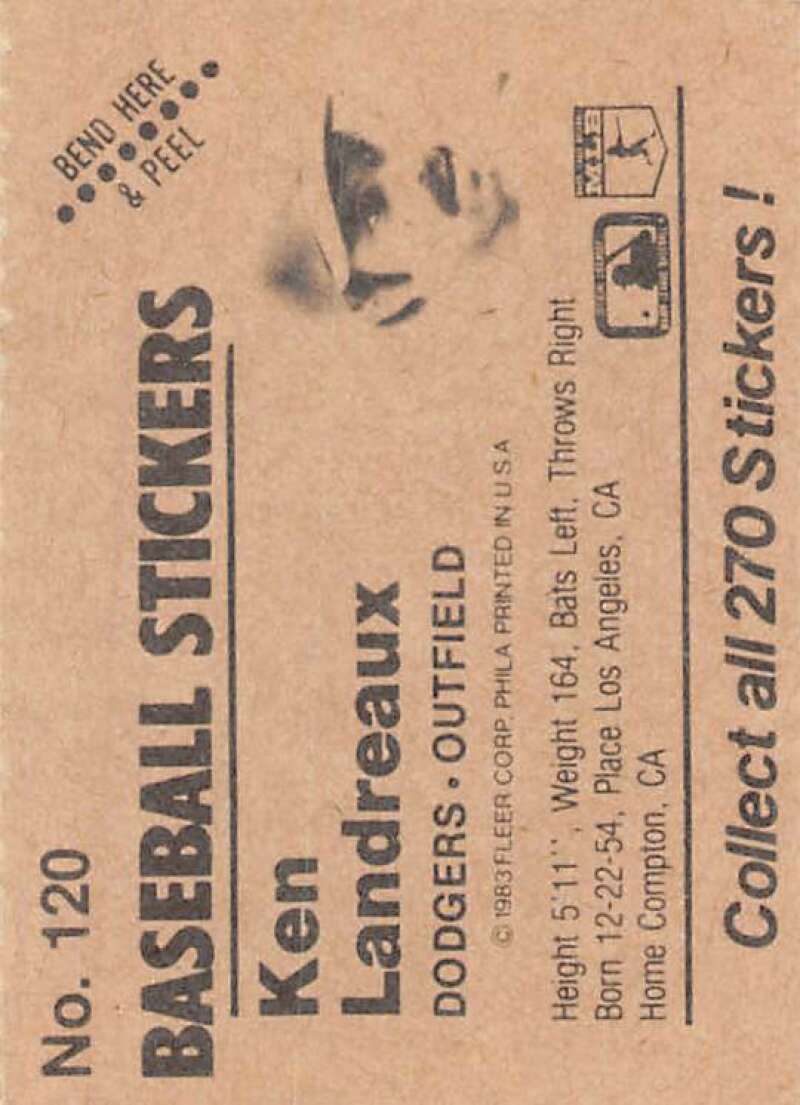 No. 120
BEND HERE
& PEEL
BASEBALL STICKERS
Ken
Landreaux
DODGERS • OUTFIELD
© 1983 FLEER CORP. PHILA PRINTED IN U S A
Height 5'11'', Weight 164, Bats Left, Throws Right
Born 12-22-54, Place Los Angeles, CA
Home Compton, CA
MLB
Collect all 270 Stickers!